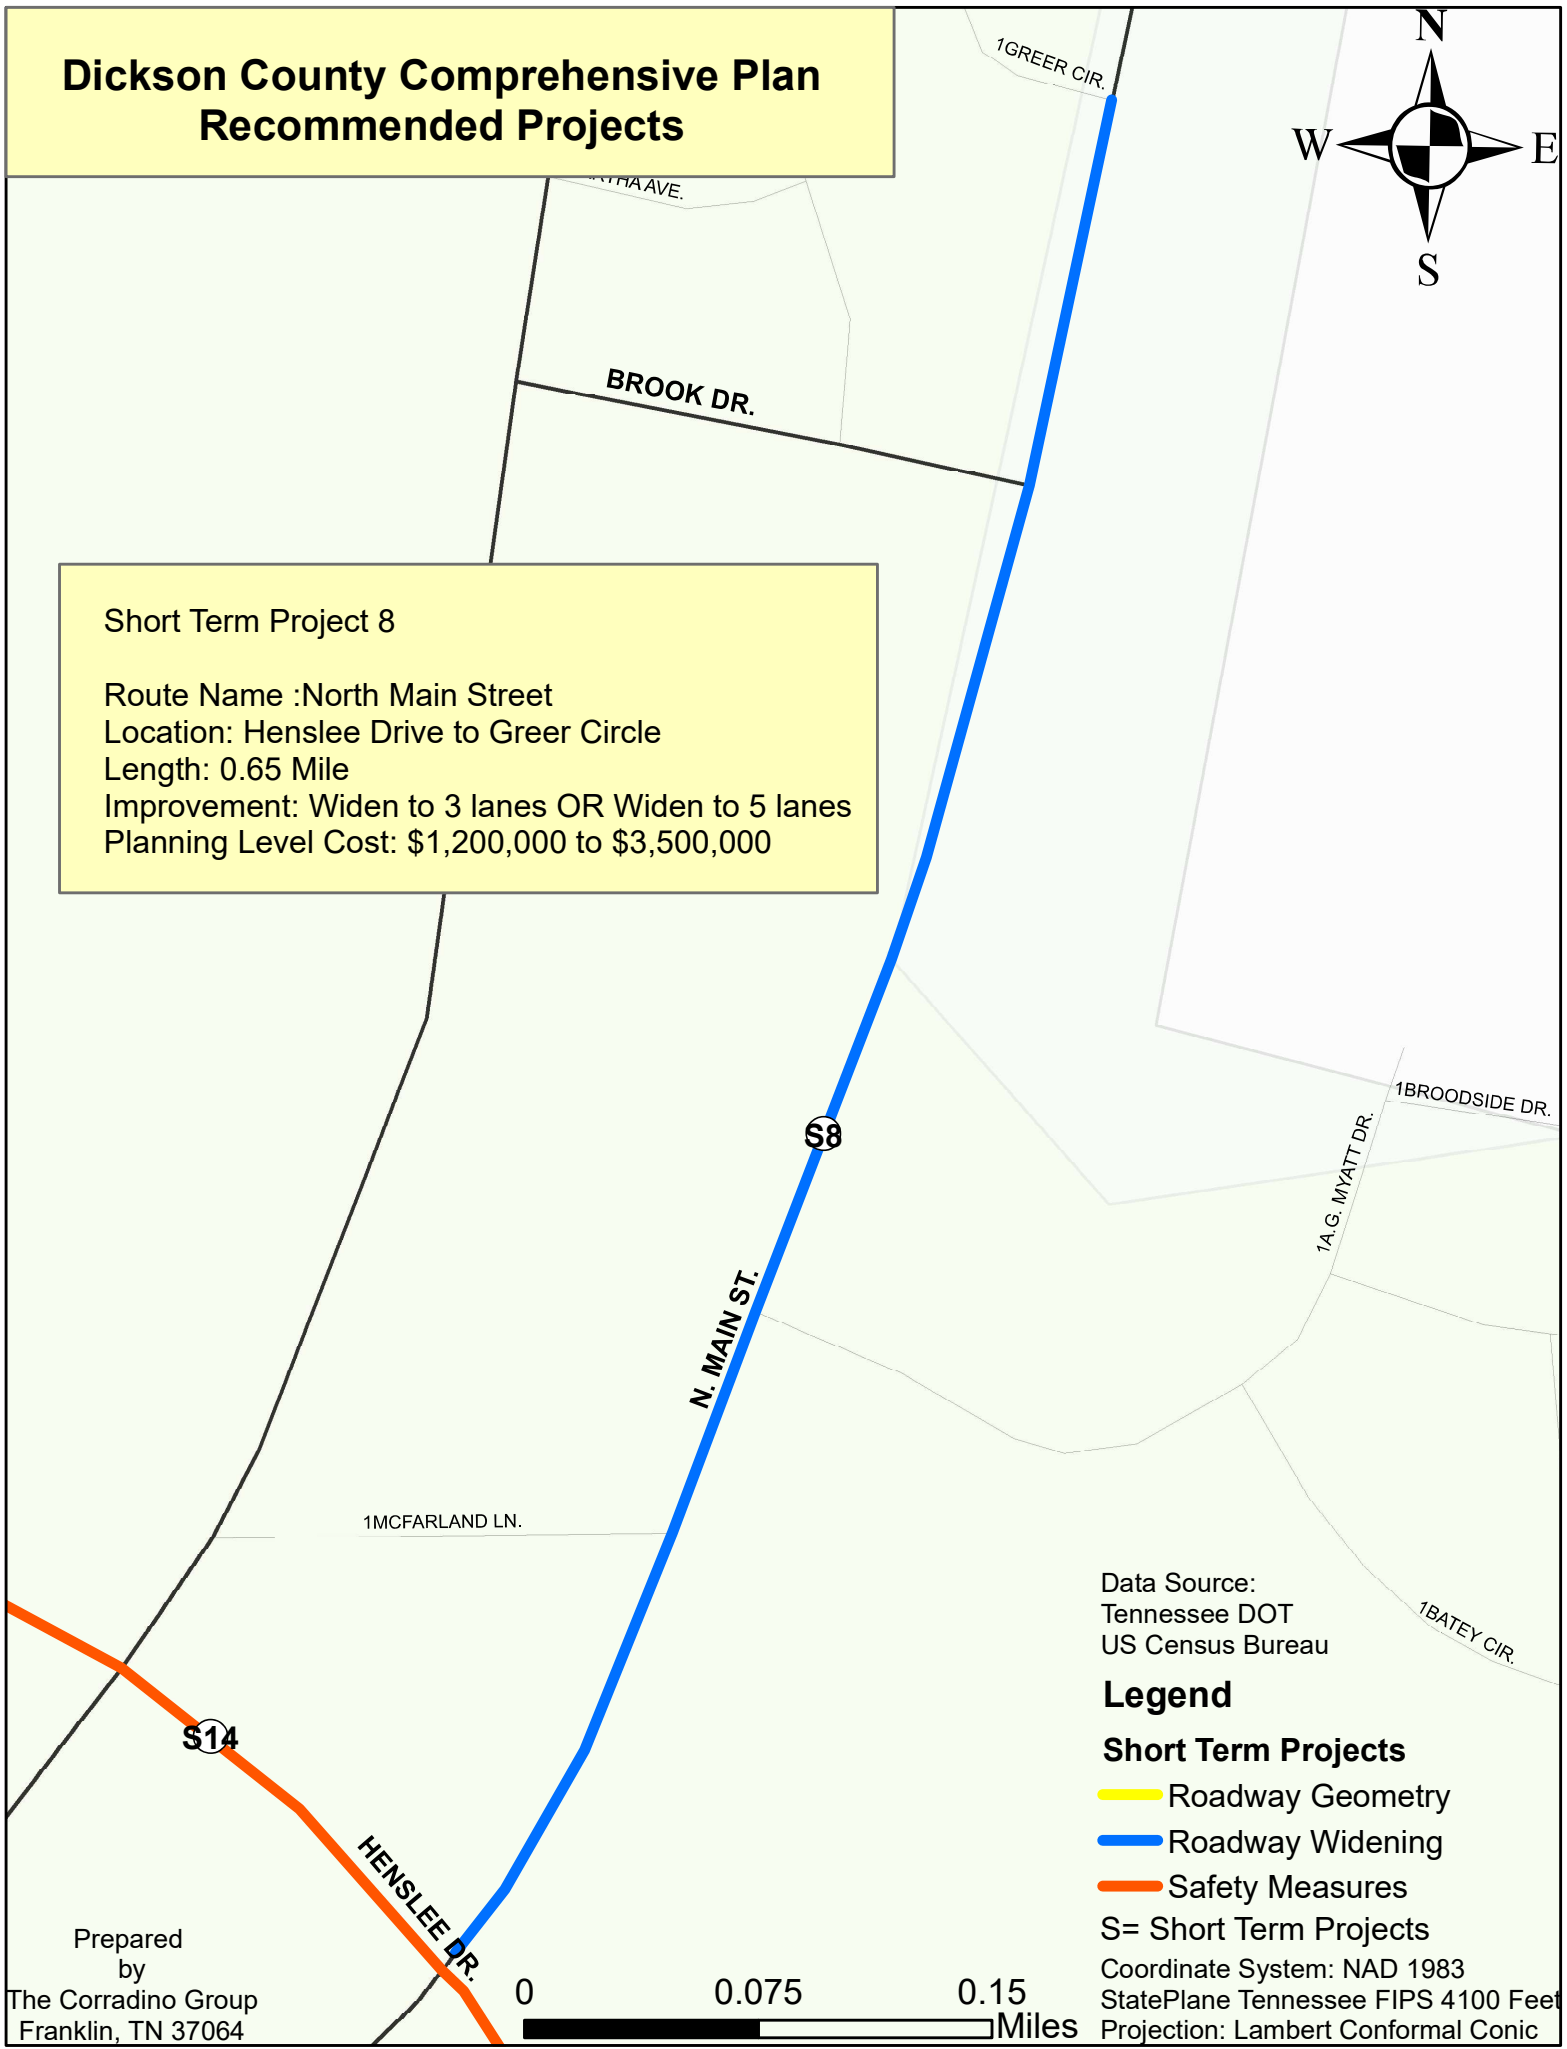 Dickson County Comprehensive Plan
Recommended Projects
N
W
E
S
1GREER CIR.
AVE.
BROOK DR.
Short Term Project 8
Route Name :North Main Street
Location: Henslee Drive to Greer Circle
Length: 0.65 Mile
Improvement: Widen to 3 lanes OR Widen to 5 lanes
Planning Level Cost: $1,200,000 to $3,500,000
1BROODSIDE DR.
S8
1A.G. MYATT DR.
N. MAIN ST.
1MCFARLAND LN.
1BATEY CIR.
S14
HENSLEE DR.
Data Source:
Tennessee DOT
US Census Bureau
Legend
Short Term Projects
Roadway Geometry
Roadway Widening
Safety Measures
S= Short Term Projects
Coordinate System: NAD 1983
StatePlane Tennessee FIPS 4100 Feet
Projection: Lambert Conformal Conic
Prepared
by
The Corradino Group
Franklin, TN 37064
0 0.075 0.15
Miles